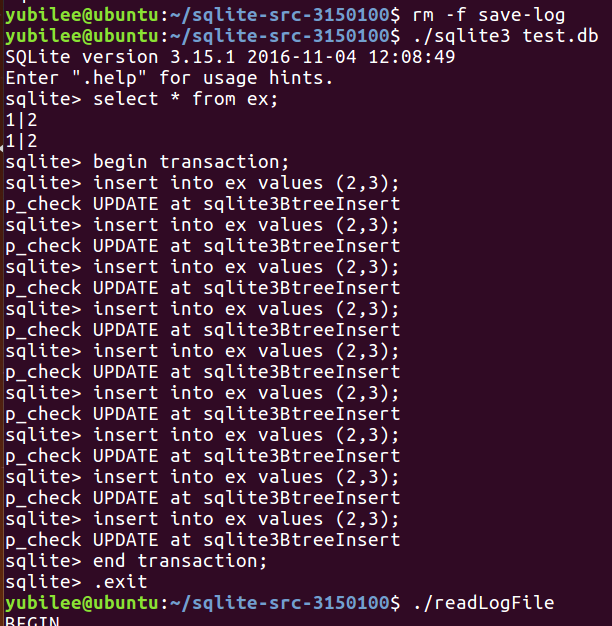 yubilee@ubuntu:~/sqlite-src-3150100$ rm -f save-log
yubilee@ubuntu:~/sqlite-src-3150100$ ./sqlite3 test.db
SQLite version 3.15.1 2016-11-04 12:08:49
Enter ".help" for usage hints.
sqlite> select * from ex;
1|2
1|2
sqlite> begin transaction;
sqlite> insert into ex values (2,3);
p_check UPDATE at sqlite3BtreeInsert
sqlite> insert into ex values (2,3);
p_check UPDATE at sqlite3BtreeInsert
sqlite> insert into ex values (2,3);
p_check UPDATE at sqlite3BtreeInsert
sqlite> insert into ex values (2,3);
p_check UPDATE at sqlite3BtreeInsert
sqlite> insert into ex values (2,3);
p_check UPDATE at sqlite3BtreeInsert
sqlite> insert into ex values (2,3);
p_check UPDATE at sqlite3BtreeInsert
sqlite> insert into ex values (2,3);
p_check UPDATE at sqlite3BtreeInsert
sqlite> insert into ex values (2,3);
p_check UPDATE at sqlite3BtreeInsert
sqlite> insert into ex values (2,3);
p_check UPDATE at sqlite3BtreeInsert
sqlite> end transaction;
sqlite> .exit
yubilee@ubuntu:~/sqlite-src-3150100$ ./readLogFile
BEGIN